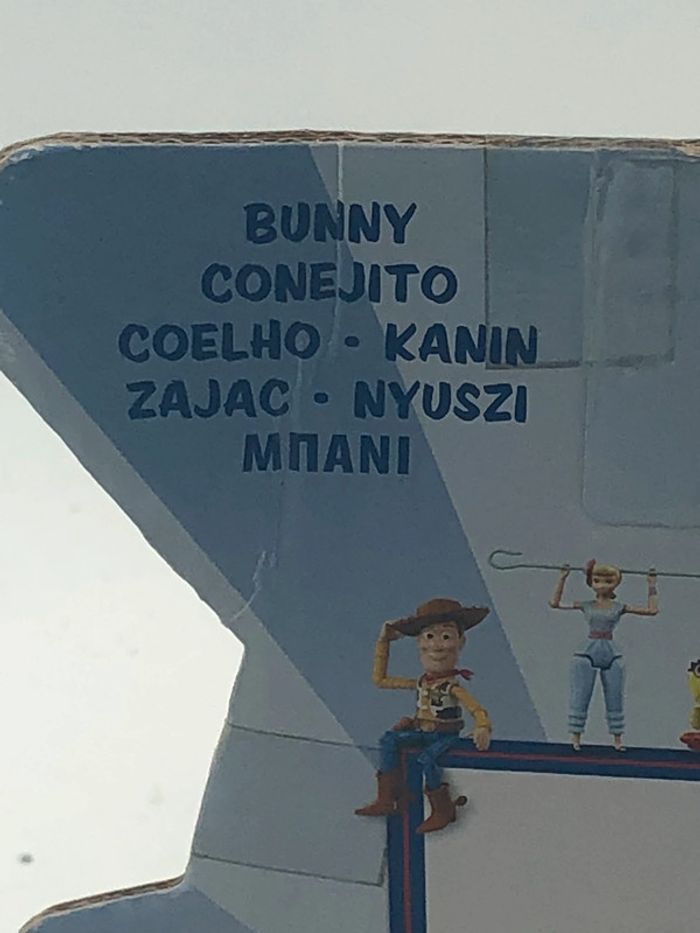 BUNNY
CONEJITO
COELHO • KANIN
ZAJAC • NYUSZI
ΜΠΑΝΙ